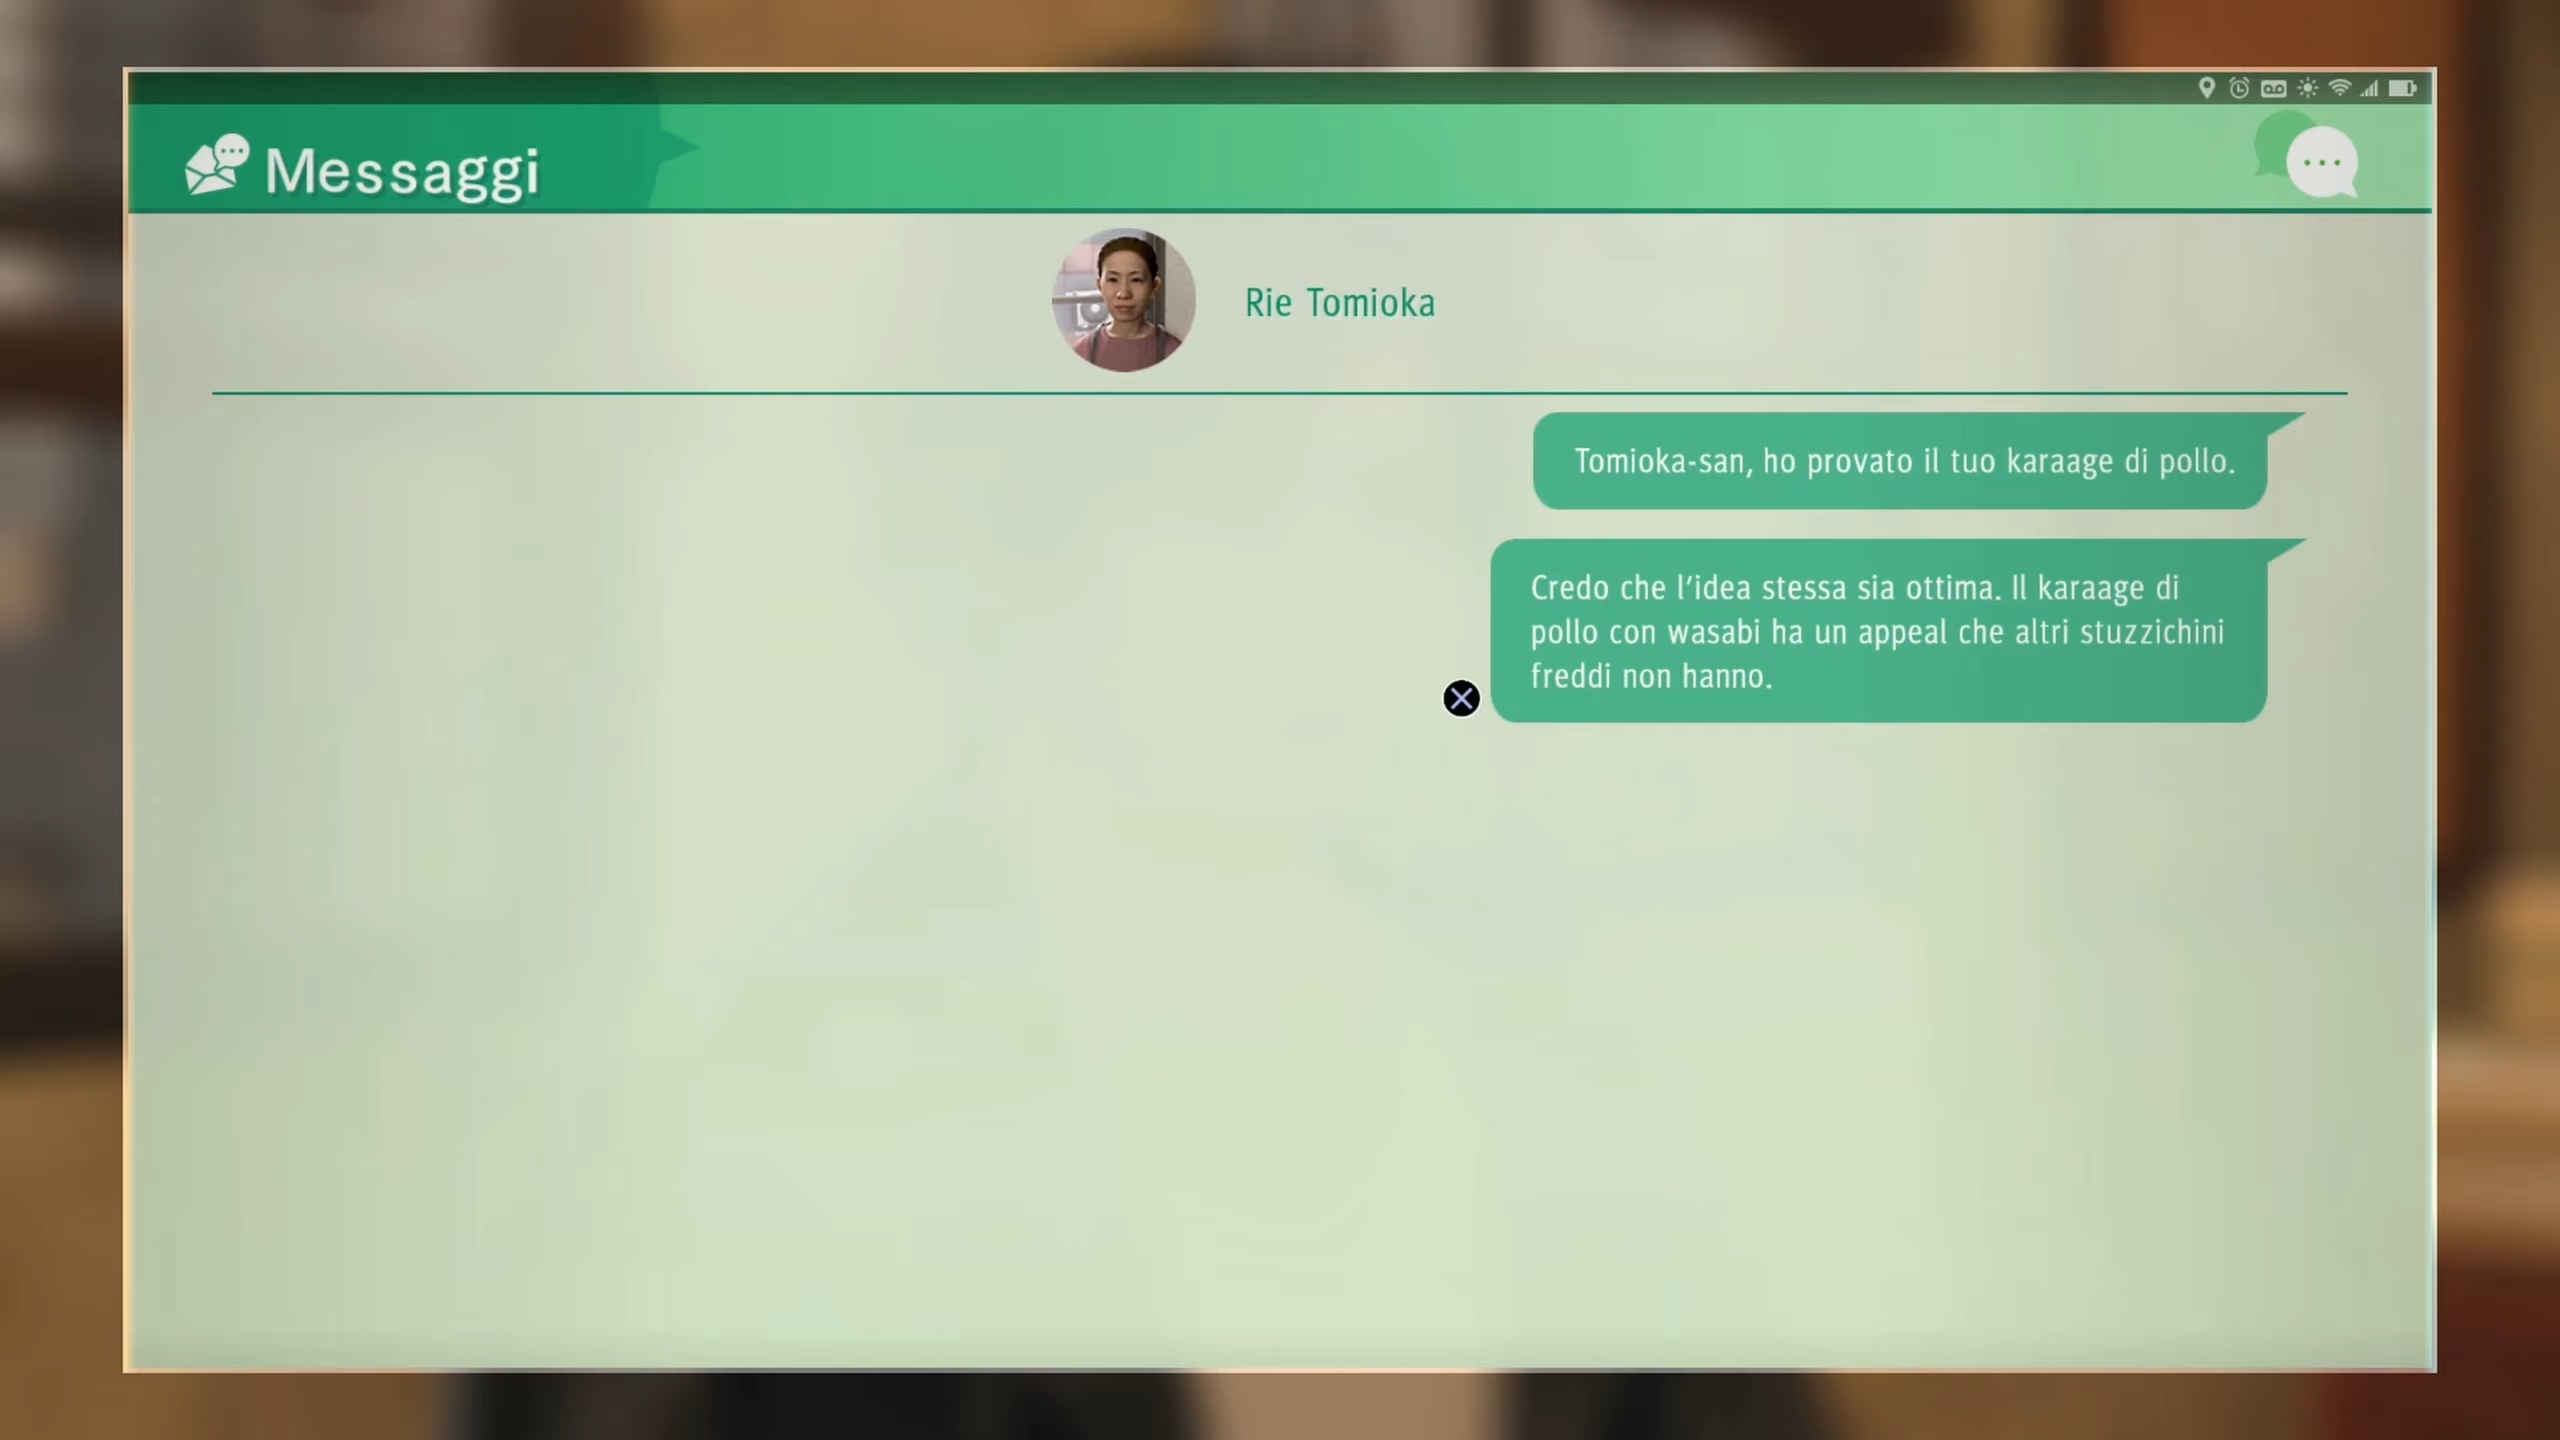 Messaggi
Rie Tomioka
Tomioka-san, ho provato il tuo karaage di pollo.
Credo che l'idea stessa sia ottima. Il karaage di
pollo con wasabi ha un appeal che altri stuzzichini
freddi non hanno.